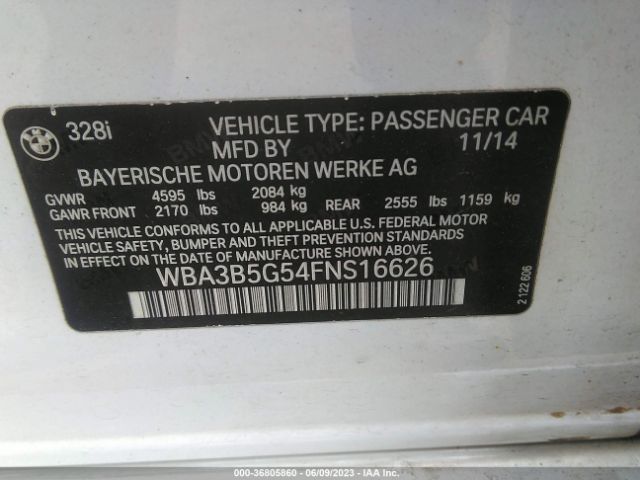 BMW
328i VEHICLE TYPE: PASSENGER CAR
MFD BY 11/14
BAYERISCHE MOTOREN WERKE AG
GVWR 4595 lbs 2084 kg
GAWR FRONT 2170 lbs 984 kg REAR 2555 lbs 1159 kg
THIS VEHICLE CONFORMS TO ALL APPLICABLE U.S. FEDERAL MOTOR
VEHICLE SAFETY, BUMPER AND THEFT PREVENTION STANDARDS
IN EFFECT ON THE DATE OF MANUFACTURE SHOWN ABOVE.
WBA3B5G54FNS16626
2 122 606
000-36805860 - 06/09/2023 - IAA Inc.